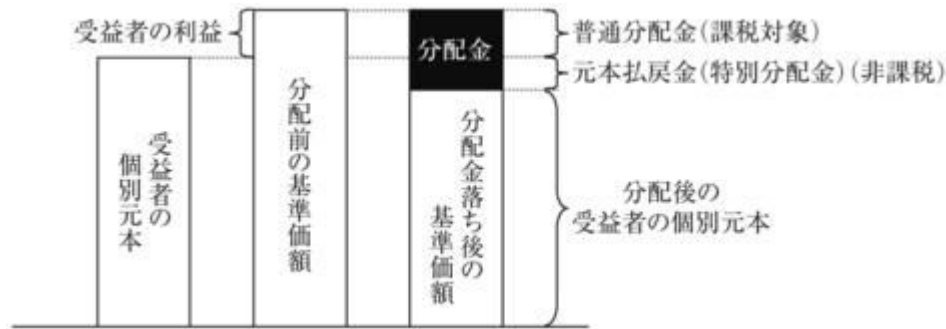 受益者の利益
受益者の
個別元本
分配前の基準価額
分配金
分配金落ち後の
基準価額
普通分配金(課税対象)
元本払戻金(特別分配金)(非課税)
分配後の
受益者の個別元本